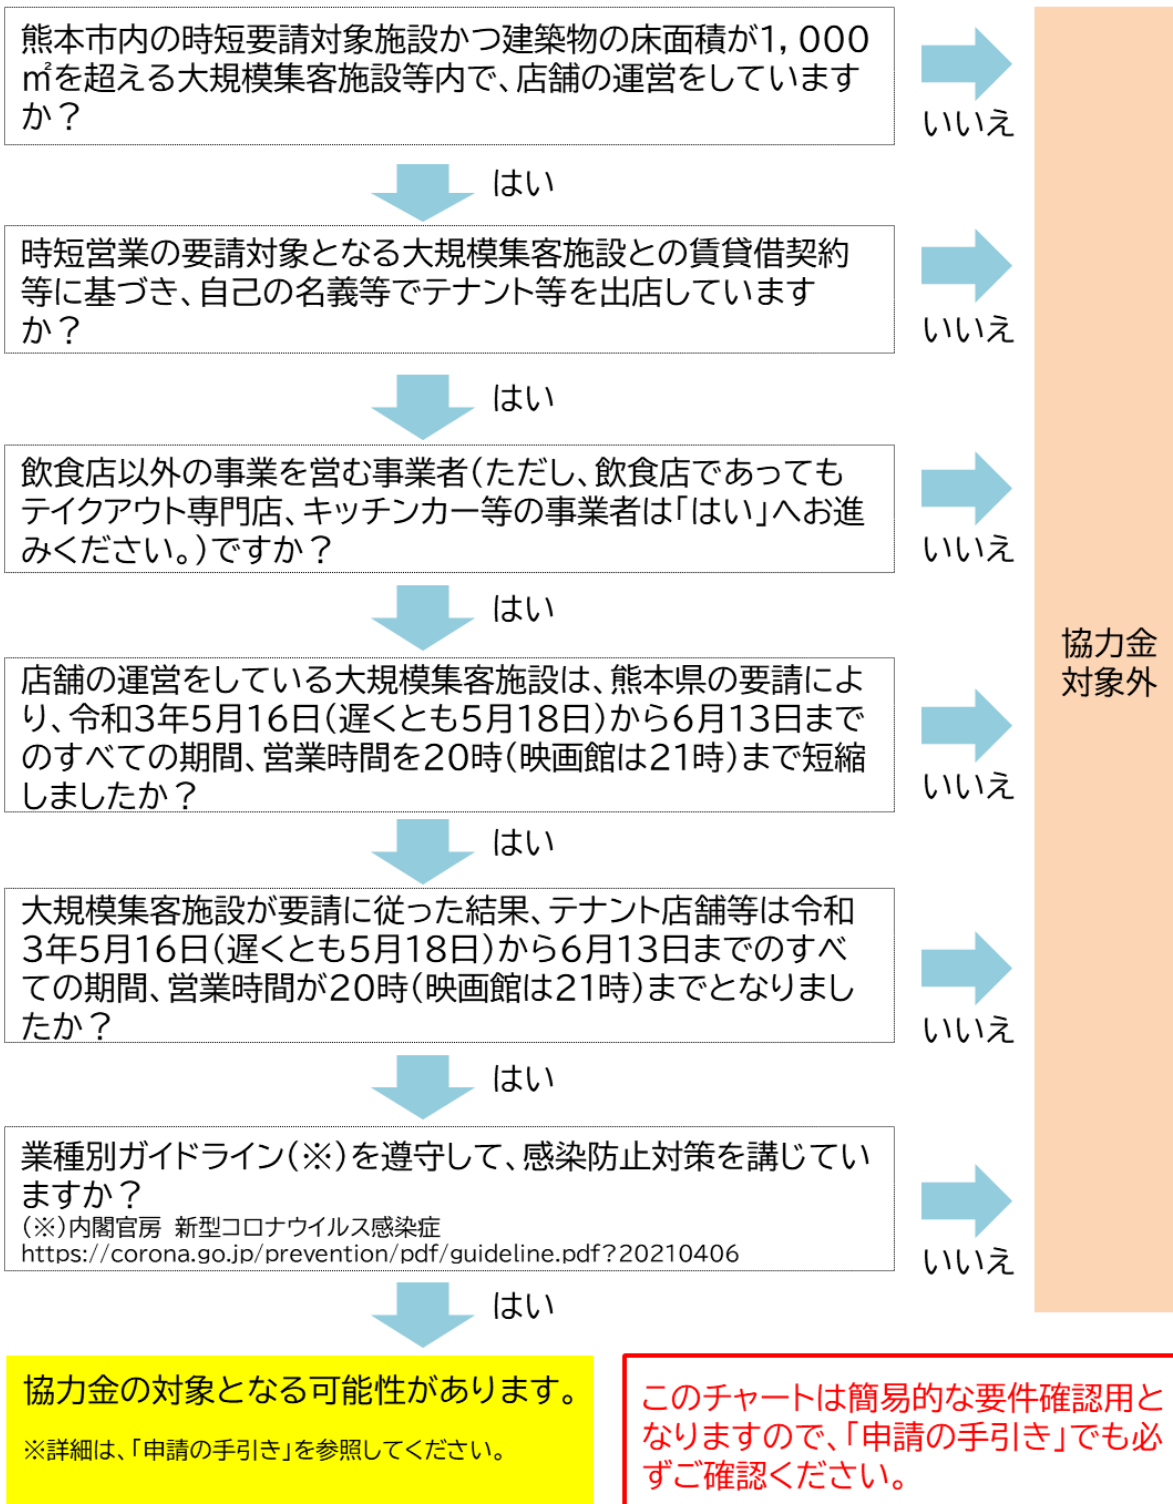 熊本市内の時短要請対象施設かつ建築物の床面積が1，000
㎡を超える大規模集客施設等内で、店舗の運営をしています
か？
いいえ
はい
時短営業の要請対象となる大規模集客施設との賃貸借契約
等に基づき、自己の名義等でテナント等を出店しています
か？
いいえ
はい
飲食店以外の事業を営む事業者（ただし、飲食店であっても
テイクアウト専門店、キッチンカー等の事業者は「はい」へお進
みください。）ですか？
いいえ
はい
店舗の運営をしている大規模集客施設は、熊本県の要請によ
り、令和3年5月16日（遅くとも5月18日）から6月13日まで
のすべての期間、営業時間を20時（映画館は21時）まで短縮
しましたか？
いいえ
はい
大規模集客施設が要請に従った結果、テナント店舗等は令和
3年5月16日（遅くとも5月18日）から6月13日までのすべ
ての期間、営業時間が20時（映画館は21時）までとなりまし
たか？
いいえ
はい
業種別ガイドライン（※）を遵守して、感染防止対策を講じてい
ますか？
（※）内閣官房 新型コロナウイルス感染症
https://corona.go.jp/prevention/pdf/guideline.pdf?20210406
いいえ
はい
協力金
対象外
協力金の対象となる可能性があります。
※詳細は、「申請の手引き」を参照してください。
このチャートは簡易的な要件確認用と
なりますので、「申請の手引き」でも必
ずご確認ください。